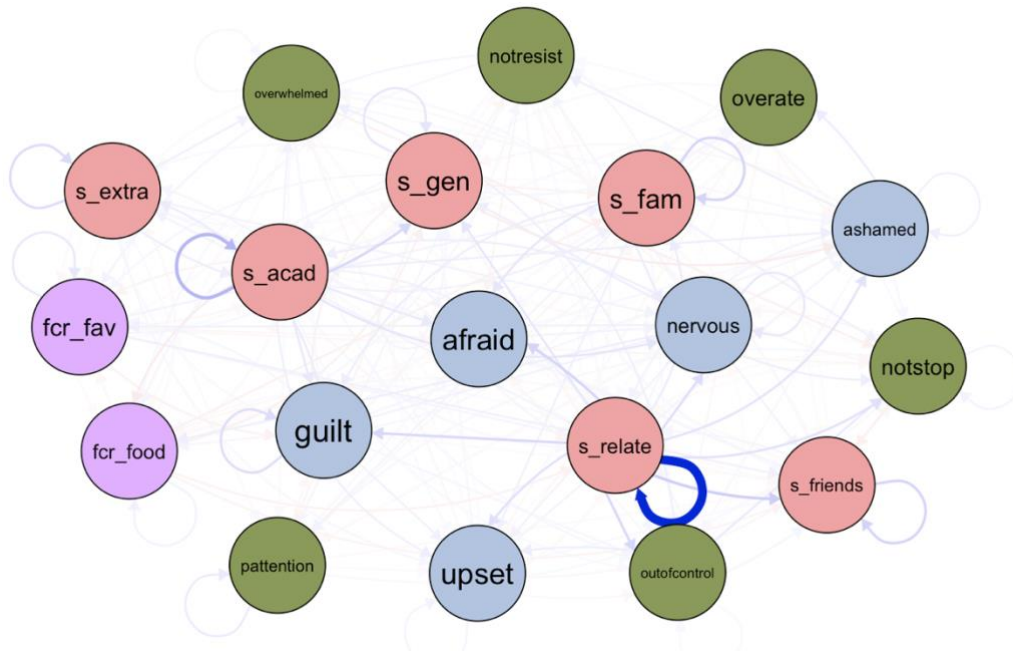 notresist
overwhelmed
overate
s_gen
s_extra
s_fam
ashamed
s_acad
fcr_fav
nervous
afraid
notstop
guilt
s_relate
fcr_food
s_friends
pattention
upset
outofcontrol